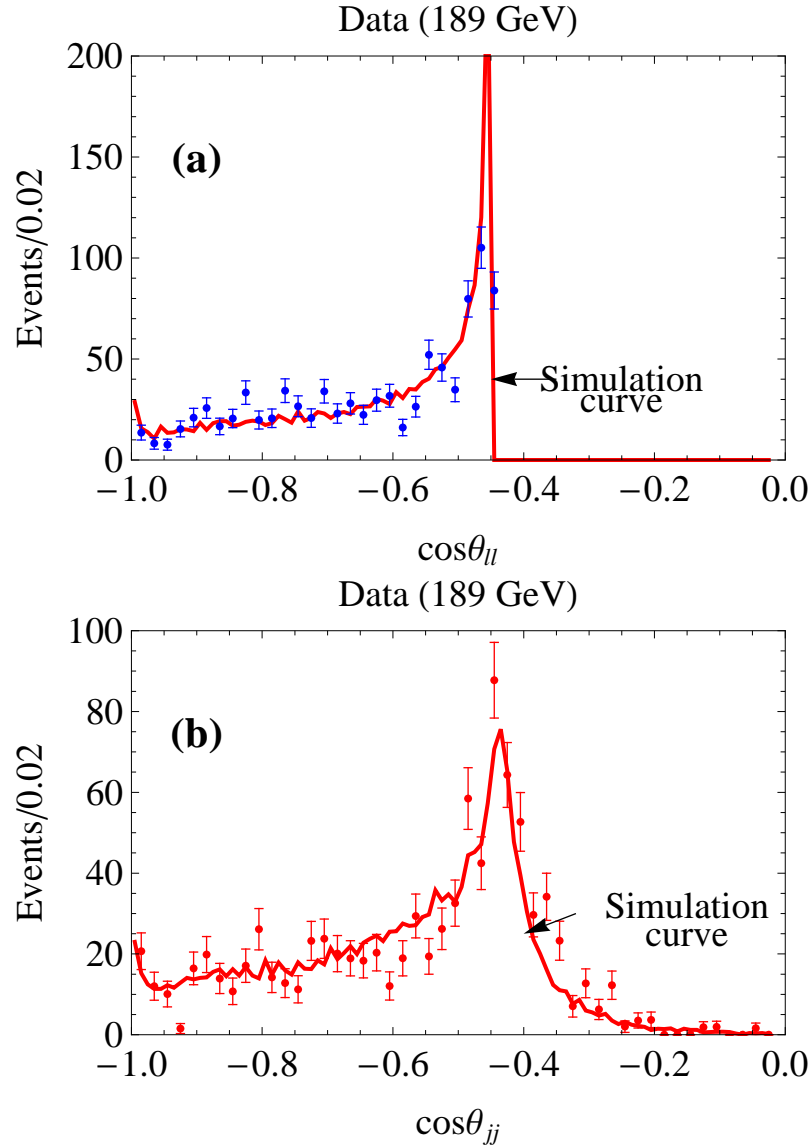 Data (189 GeV)
200
150
100
50
0
Events/0.02
(a)
Simulation
curve
−1.0 −0.8 −0.6 −0.4 −0.2 0.0
cosθll
Data (189 GeV)
100
80
60
40
20
0
Events/0.02
(b)
Simulation
curve
−1.0 −0.8 −0.6 −0.4 −0.2 0.0
cosθjj